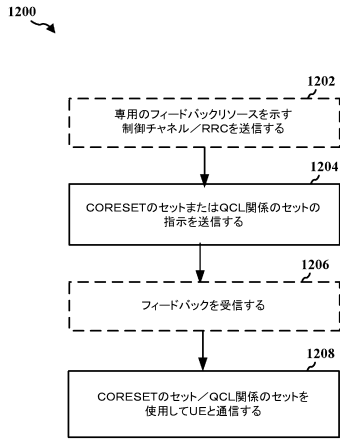 1200
1202
専用のフィードバックリソースを示す
制御チャネル/RRCを送信する
1204
CORESETのセットまたはQCL関係のセットの
指示を送信する
1206
フィードバックを受信する
1208
CORESETのセット/QCL関係のセットを
使用してUEと通信する